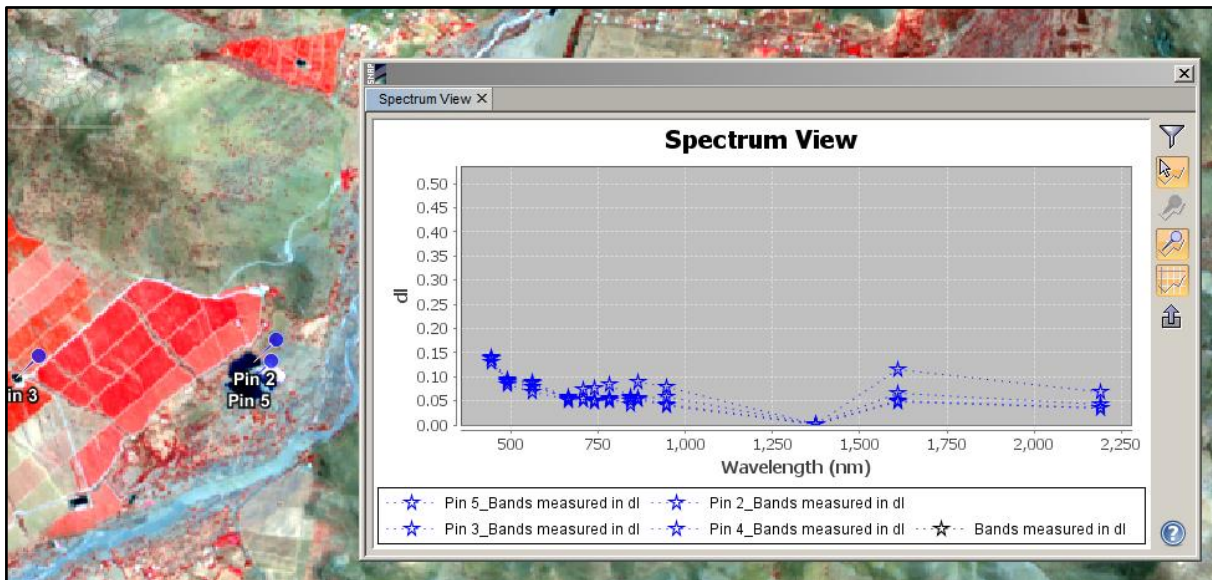 SNAP
Spectrum View X
Spectrum View
0.50
0.45
0.40
0.35
0.30
0.25
0.20
0.15
0.10
0.05
0.00
dl
500 750 1,000 1,250 1,500 1,750 2,000 2,250
Wavelength (nm)
Pin 5_Bands measured in dl Pin 2_Bands measured in dl
Pin 3_Bands measured in dl Pin 4_Bands measured in dl Bands measured in dl
Pin 2
in 3
Pin 5